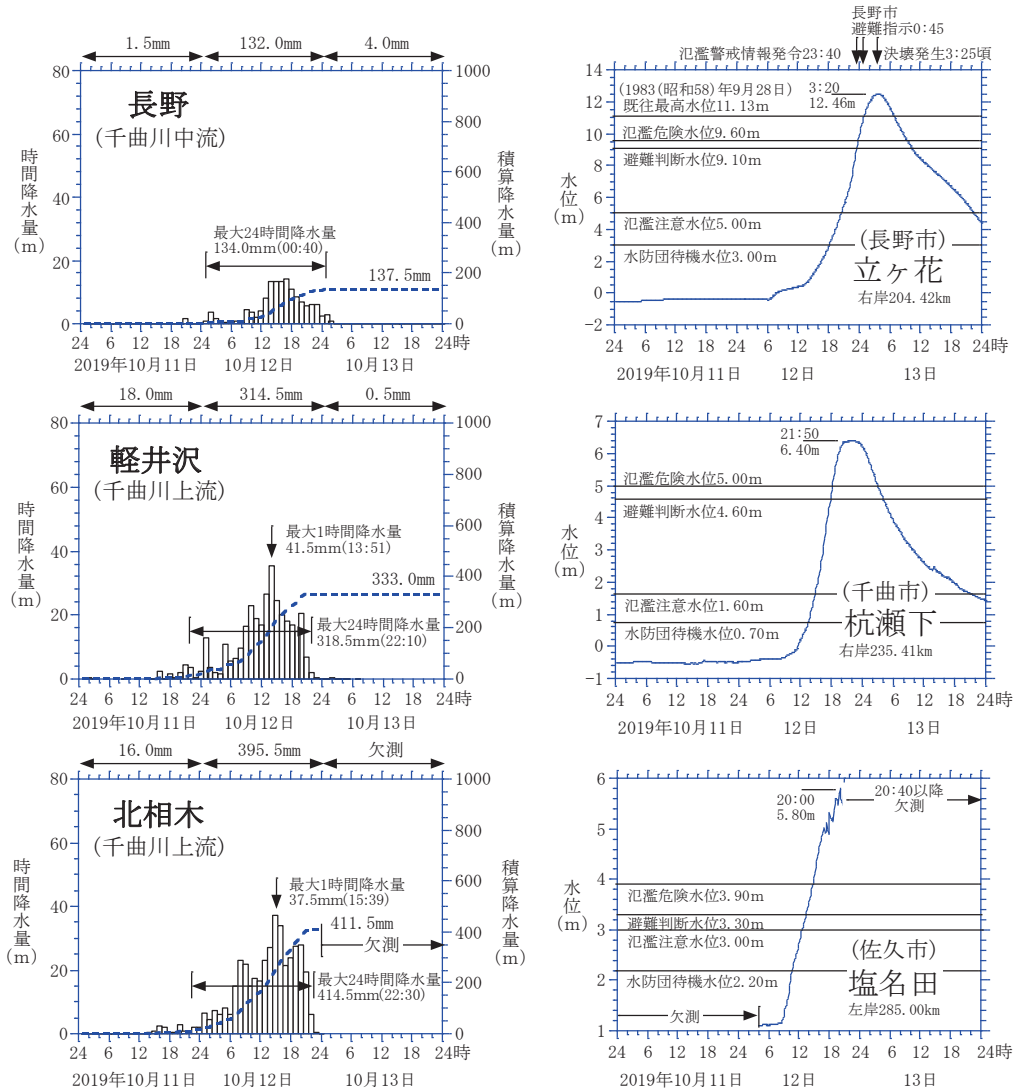 1.5mm 132.0mm 4.0mm
80 1000
60 800
40 600
20 400
0 200
0
長野
(千曲川中流)
時間降水量(m)
積算降水量(m)
最大24時間降水量
134.0mm(00:40)
137.5mm
24 6 12 18 24 6 12 18 24 6 12 18 24時
2019年10月11日 10月12日 10月13日
18.0mm 314.5mm 0.5mm
80 1000
60 800
40 600
20 400
0 200
0
軽井沢
(千曲川上流)
時間降水量(m)
積算降水量(m)
最大1時間降水量
41.5mm(13:51)
333.0mm
最大24時間降水量
318.5mm(22:10)
24 6 12 18 24 6 12 18 24 6 12 18 24時
2019年10月11日 10月12日 10月13日
16.0mm 395.5mm 欠測
80 1000
60 800
40 600
20 400
0 200
0
北相木
(千曲川上流)
時間降水量(m)
積算降水量(m)
最大1時間降水量
37.5mm(15:39)
411.5mm
欠測
最大24時間降水量
414.5mm(22:30)
24 6 12 18 24 6 12 18 24 6 12 18 24時
2019年10月11日 10月12日 10月13日
長野市
避難指示0:45
氾濫警戒情報発令23:40 決壊発生3:25頃
14
12
10
8
6
4
2
0
-2
水位(m)
(1983(昭和58)年9月28日)
既往最高水位11.13m
3:20
12.46m
氾濫危険水位9.60m
避難判断水位9.10m
氾濫注意水位5.00m
水防団待機水位3.00m
(長野市)
立ヶ花
右岸204.42km
24 6 12 18 24 6 12 18 24 6 12 18 24時
2019年10月11日 12日 13日
7
6
5
4
3
2
1
0
-1
水位(m)
21:50
6.40m
氾濫危険水位5.00m
避難判断水位4.60m
氾濫注意水位1.60m
水防団待機水位0.70m
(千曲市)
杭瀬下
右岸235.41km
24 6 12 18 24 6 12 18 24 6 12 18 24時
2019年10月11日 12日 13日
6
5
4
3
2
1
水位(m)
20:00
5.80m
20:40以降
欠測
氾濫危険水位3.90m
避難判断水位3.30m
氾濫注意水位3.00m
水防団待機水位2.20m
欠測
(佐久市)
塩名田
左岸285.00km
24 6 12 18 24 6 12 18 24 6 12 18 24時
2019年10月11日 12日 13日